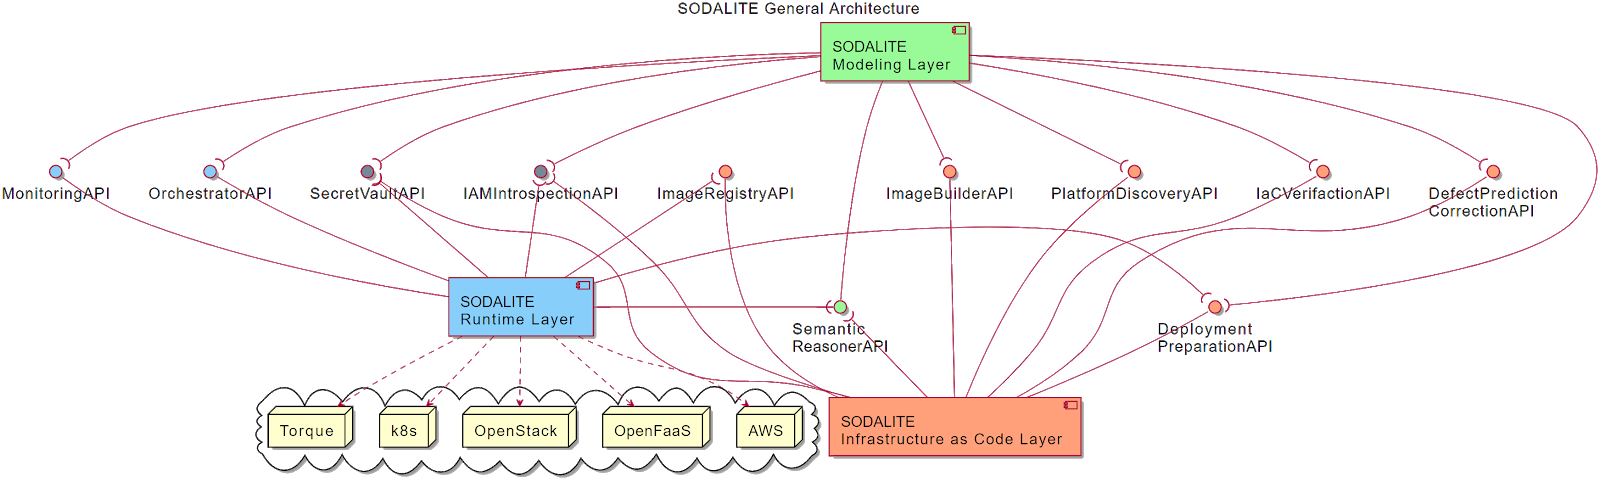 SODALITE General Architecture
SODALITE
Modeling Layer
MonitoringAPI
OrchestratorAPI
SecretVaultAPI
IAMIntrospectionAPI
ImageRegistryAPI
ImageBuilderAPI
PlatformDiscoveryAPI
IaCVerifactionAPI
DefectPrediction
CorrectionAPI
SODALITE
Runtime Layer
Semantic
ReasonerAPI
Deployment
PreparationAPI
Torque
k8s
OpenStack
OpenFaaS
AWS
SODALITE
Infrastructure as Code Layer